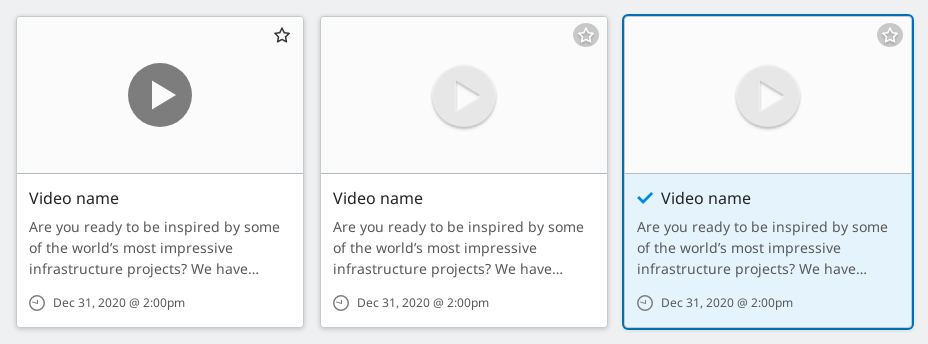 Video name
Are you ready to be inspired by some
of the world’s most impressive
infrastructure projects? We have...
Dec 31, 2020 @ 2:00pm
Video name
Are you ready to be inspired by some
of the world’s most impressive
infrastructure projects? We have...
Dec 31, 2020 @ 2:00pm
Video name
Are you ready to be inspired by some
of the world’s most impressive
infrastructure projects? We have...
Dec 31, 2020 @ 2:00pm